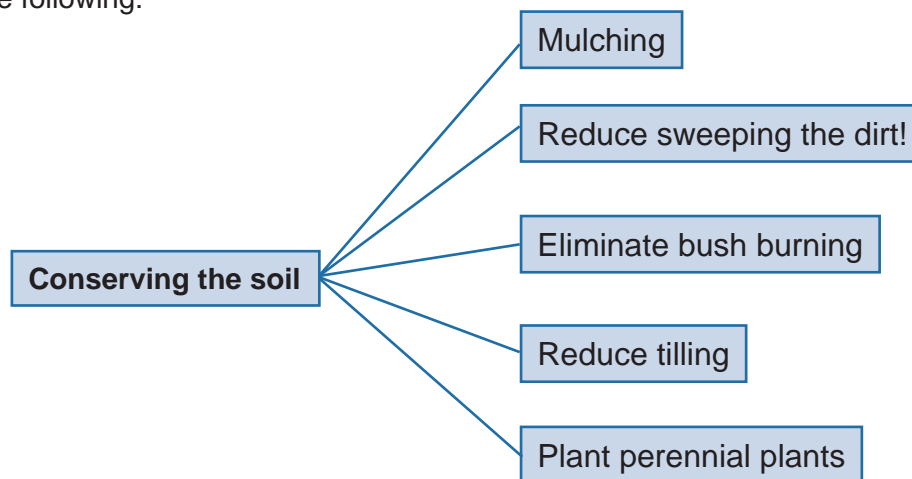 e following:
Mulching
Reduce sweeping the dirt!
Eliminate bush burning
Conserving the soil
Reduce tilling
Plant perennial plants